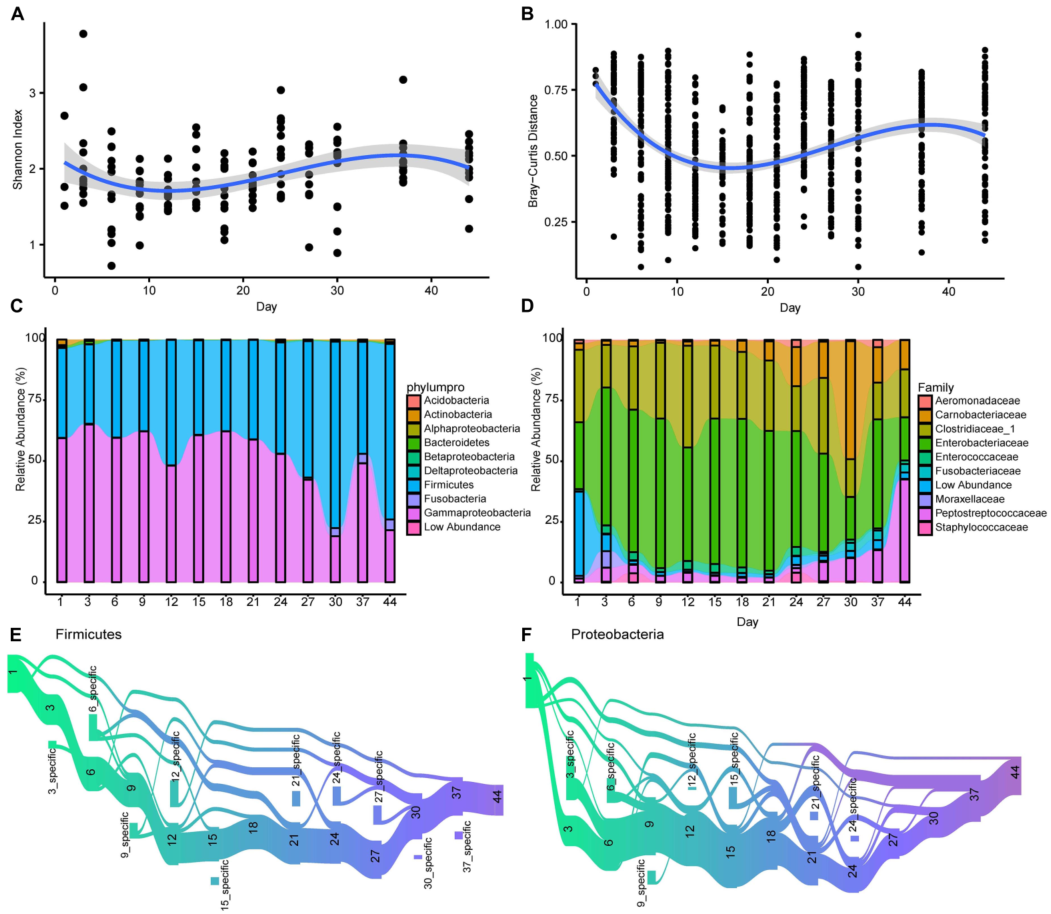 A
Shannon Index
3
2
1
0
10
20
30
40
Day
B
Bray-Curtis Distance
1.00
0.75
0.50
0.25
0
10
20
30
40
Day
C
Relative Abundance (%)
100
75
50
25
0
1 3 6 9 12 15 18 21 24 27 30 37 44
phylumpro
Acidobacteria
Actinobacteria
Alphaproteobacteria
Bacteroidetes
Betaproteobacteria
Deltaproteobacteria
Firmicutes
Fusobacteria
Gammaproteobacteria
Low Abundance
D
Relative Abundance (%)
100
75
50
25
0
1 3 6 9 12 15 18 21 24 27 30 37 44
Day
Family
Aeromonadaceae
Carnobacteriaceae
Clostridiaceae_1
Enterobacteriaceae
Enterococcaceae
Fusobacteriaceae
Low Abundance
Moraxellaceae
Peptostreptococcaceae
Staphylococcaceae
E Firmicutes
1
3
3_specific
6_specific
6
9
9_specific
12_specific
12
15
15_specific
18
21_specific
21
24_specific
24
27_specific
27
30
30_specific
37
37_specific
44
F Proteobacteria
1
3_specific
3
6_specific
6
9
9_specific
12_specific
12
15_specific
15
18
21_specific
21
24_specific
24
27
30
37
44